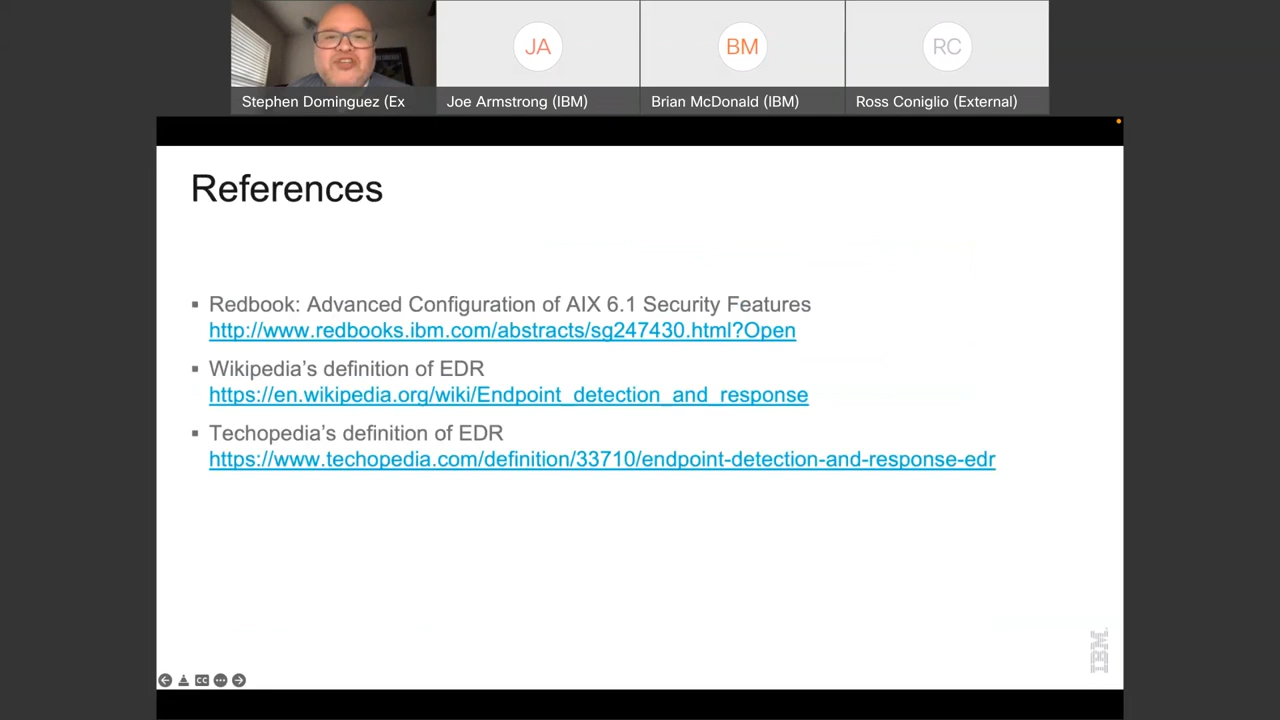 JA
BM
RC
Stephen Dominguez (Ex
Joe Armstrong (IBM)
Brian McDonald (IBM)
Ross Coniglio (External)
References
▪ Redbook: Advanced Configuration of AIX 6.1 Security Features
http://www.redbooks.ibm.com/abstracts/sg247430.html?Open
▪ Wikipedia’s definition of EDR
https://en.wikipedia.org/wiki/Endpoint_detection_and_response
▪ Techopedia’s definition of EDR
https://www.techopedia.com/definition/33710/endpoint-detection-and-response-edr
IBM
CC